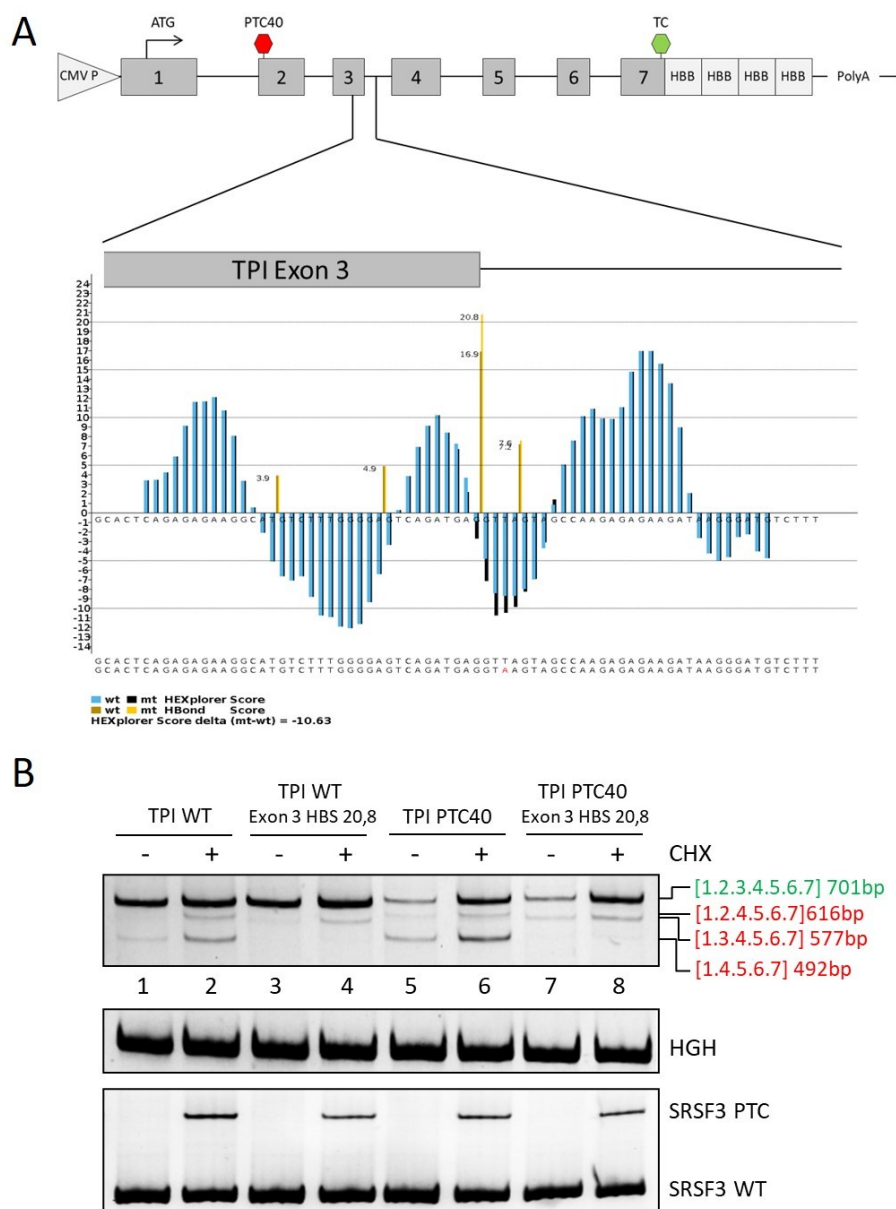 A
CMV P
ATG
1
PTC40
2
3
4
5
6
TC
7
HBB
HBB
HBB
HBB
PolyA
TPI Exon 3
24
23
22
21
20
19
18
17
16
15
14
13
12
11
10
9
8
7
6
5
4
3
2
1
0
-1
-2
-3
-4
-5
-6
-7
-8
-9
-10
-11
-12
-13
-14
3.9
4.9
20.8
16.9
7.6
7.2
G C A C T C A G A G A G A A G G C A T G T C T T T G G G G A G T C A G A T G A G G T T A G T A G C C A A G A G A G A A G A T A A G G G A T G T C T T T
G C A C T C A G A G A G A A G G C A T G T C T T T G G G G A G T C A G A T G A G G T T A G T A G C C A A G A G A G A A G A T A A G G G A T G T C T T T
G C A C T C A G A G A G A A G G C A T G T C T T T G G G G A G T C A G A T G A G G T A A G T A G C C A A G A G A G A A G A T A A G G G A T G T C T T T
wt mt HEXplorer Score
wt mt HBond Score
HEXplorer Score delta (mt-wt) = -10.63
B
TPI WT
TPI WT
Exon 3 HBS 20,8
TPI PTC40
TPI PTC40
Exon 3 HBS 20,8
- + - + - + - + CHX
[1.2.3.4.5.6.7] 701bp
[1.2.4.5.6.7]616bp
[1.3.4.5.6.7] 577bp
[1.4.5.6.7] 492bp
1 2 3 4 5 6 7 8
HGH
SRSF3 PTC
SRSF3 WT